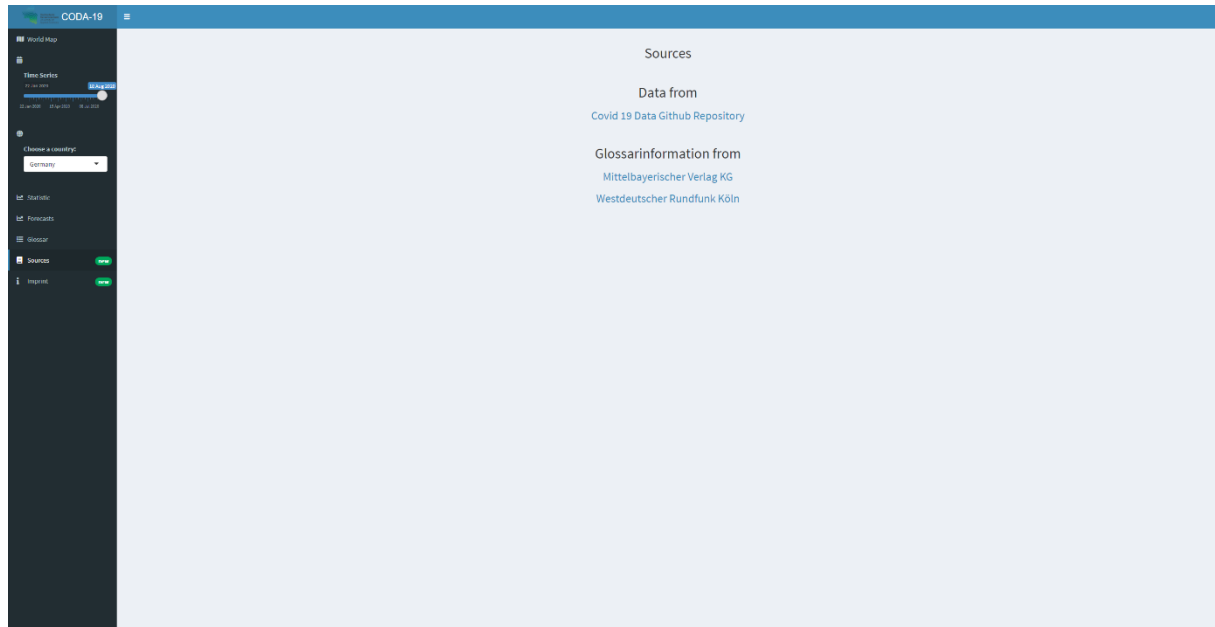 CODA-19
World Map
Time Series
Choose a country:
Germany
Statistic
Forecasts
Glossar
Sources
new
Imprint
new
Sources
Data from
Covid 19 Data Github Repository
Glossarinformation from
Mittelbayerischer Verlag KG
Westdeutscher Rundfunk Köln